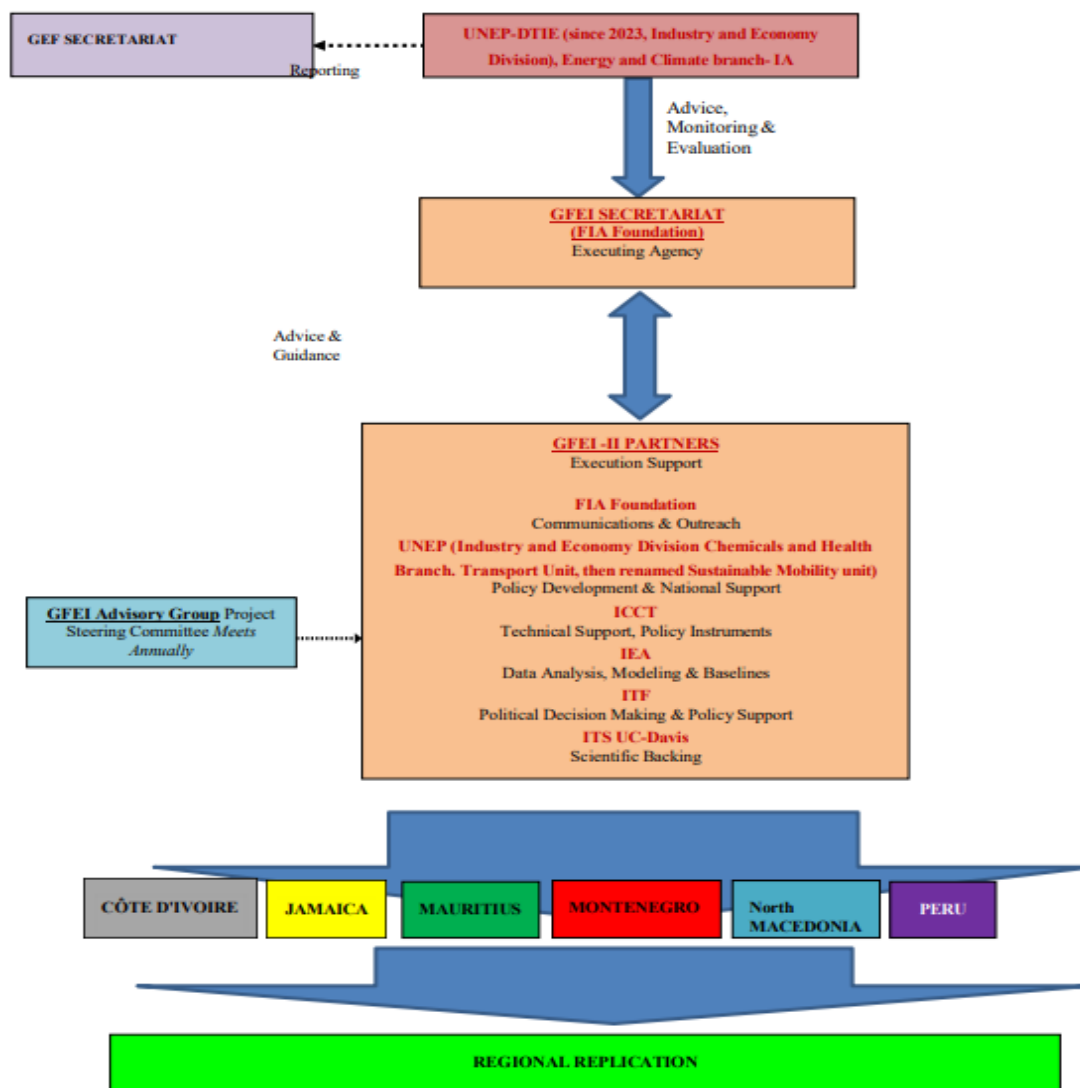 GEF SECRETARIAT
UNEP-DTIE (since 2023, Industry and Economy
Division), Energy and Climate branch- IA
Reporting
Advice,
Monitoring &
Evaluation
GFEI SECRETARIAT
(FIA Foundation)
Executing Agency
Advice &
Guidance
GFEI -II PARTNERS
Execution Support
FIA Foundation
Communications & Outreach
UNEP (Industry and Economy Division Chemicals and Health
Branch. Transport Unit, then renamed Sustainable Mobility unit)
Policy Development & National Support
ICCT
Technical Support, Policy Instruments
IEA
Data Analysis, Modeling & Baselines
ITF
Political Decision Making & Policy Support
ITS UC-Davis
Scientific Backing
GFEI Advisory Group Project
Steering Committee Meets
Annually
CÔTE D'IVOIRE
JAMAICA
MAURITIUS
MONTENEGRO
North
MACEDONIA
PERU
REGIONAL REPLICATION